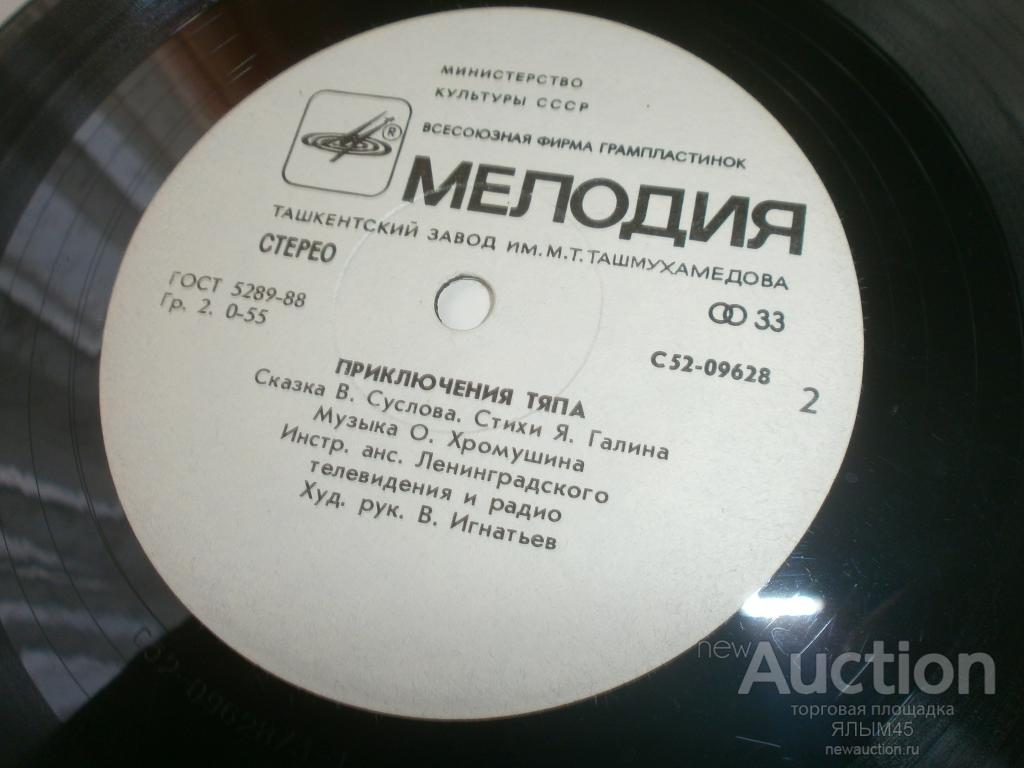 МИНИСТЕРСТВО
КУЛЬТУРЫ СССР
ВСЕСОЮЗНАЯ ФИРМА ГРАМПЛАСТИНОК
®
МЕЛОДИЯ
ТАШКЕНТСКИЙ ЗАВОД ИМ. М. Т. ТАШМУХАМЕДОВА
СТЕРЕО
ГОСТ 5289-88
Гр. 2. 0-55
33
С52-09628
2
ПРИКЛЮЧЕНИЯ ТЯПА
Сказка В. Суслова. Стихи Я. Галина
Музыка О. Хромушина
Инстр. анс. Ленинградского
телевидения и радио
Худ. рук. В. Игнатьев
newAuction
торговая площадка
ЯЛЫМ45
newauction.ru